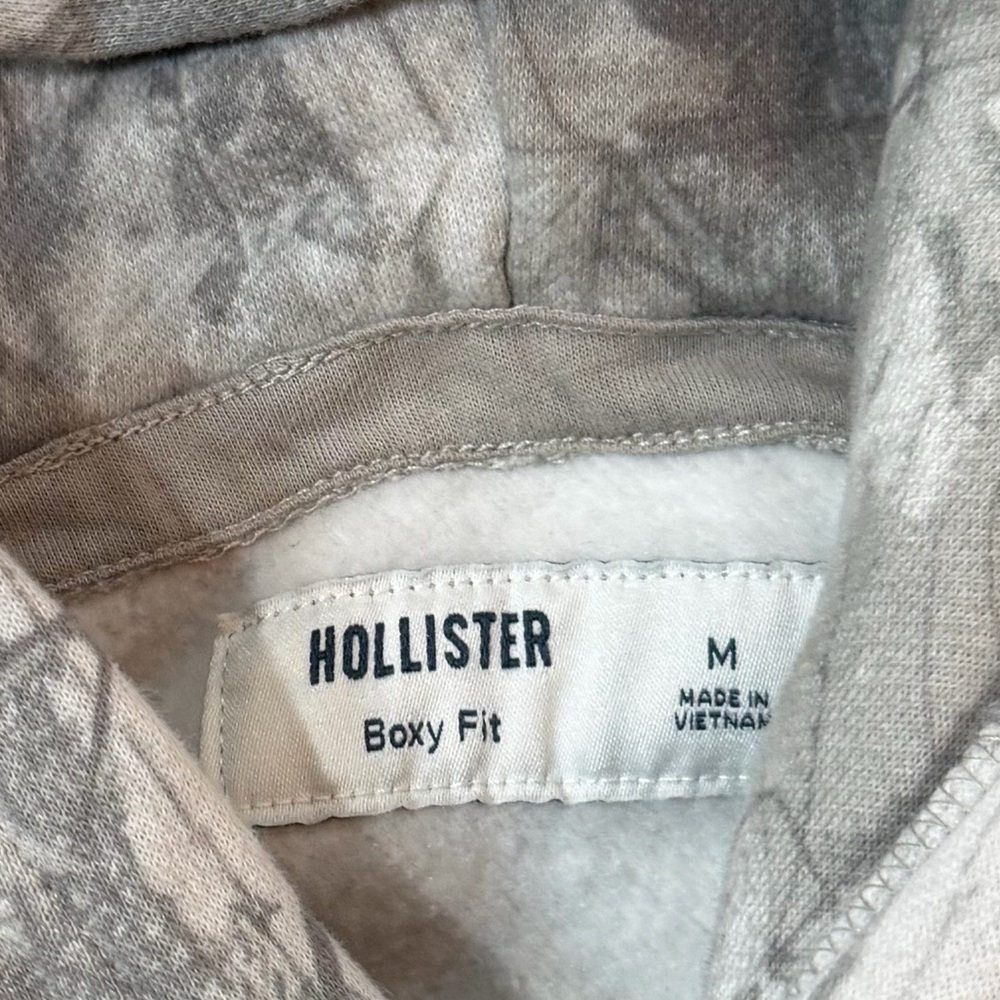 HOLLISTER
Boxy Fit
M
MADE IN
VIETNAM